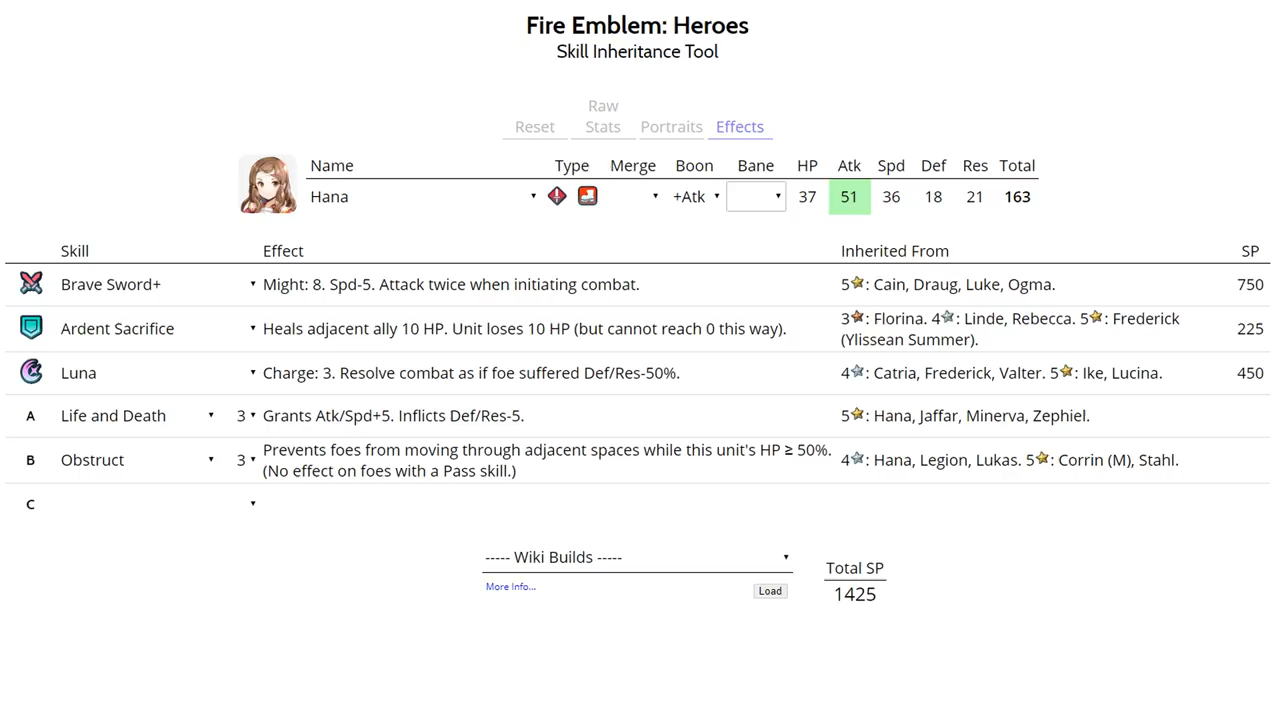 Fire Emblem: Heroes
Skill Inheritance Tool
Reset Raw Stats Portraits Effects
Name Type Merge Boon Bane HP Atk Spd Def Res Total
Hana +Atk 37 51 36 18 21 163
Skill Effect Inherited From SP
Brave Sword+ Might: 8. Spd-5. Attack twice when initiating combat. 5: Cain, Draug, Luke, Ogma. 750
Ardent Sacrifice Heals adjacent ally 10 HP. Unit loses 10 HP (but cannot reach 0 this way). 3: Florina. 4: Linde, Rebecca. 5: Frederick (Ylissean Summer). 225
Luna Charge: 3. Resolve combat as if foe suffered Def/Res-50%. 4: Catria, Frederick, Valter. 5: Ike, Lucina. 450
A Life and Death 3 Grants Atk/Spd+5. Inflicts Def/Res-5. 5: Hana, Jaffar, Minerva, Zephiel.
B Obstruct 3 Prevents foes from moving through adjacent spaces while this unit's HP ≥ 50%. (No effect on foes with a Pass skill.) 4: Hana, Legion, Lukas. 5: Corrin (M), Stahl.
C
----- Wiki Builds -----
More Info... Load
Total SP
1425